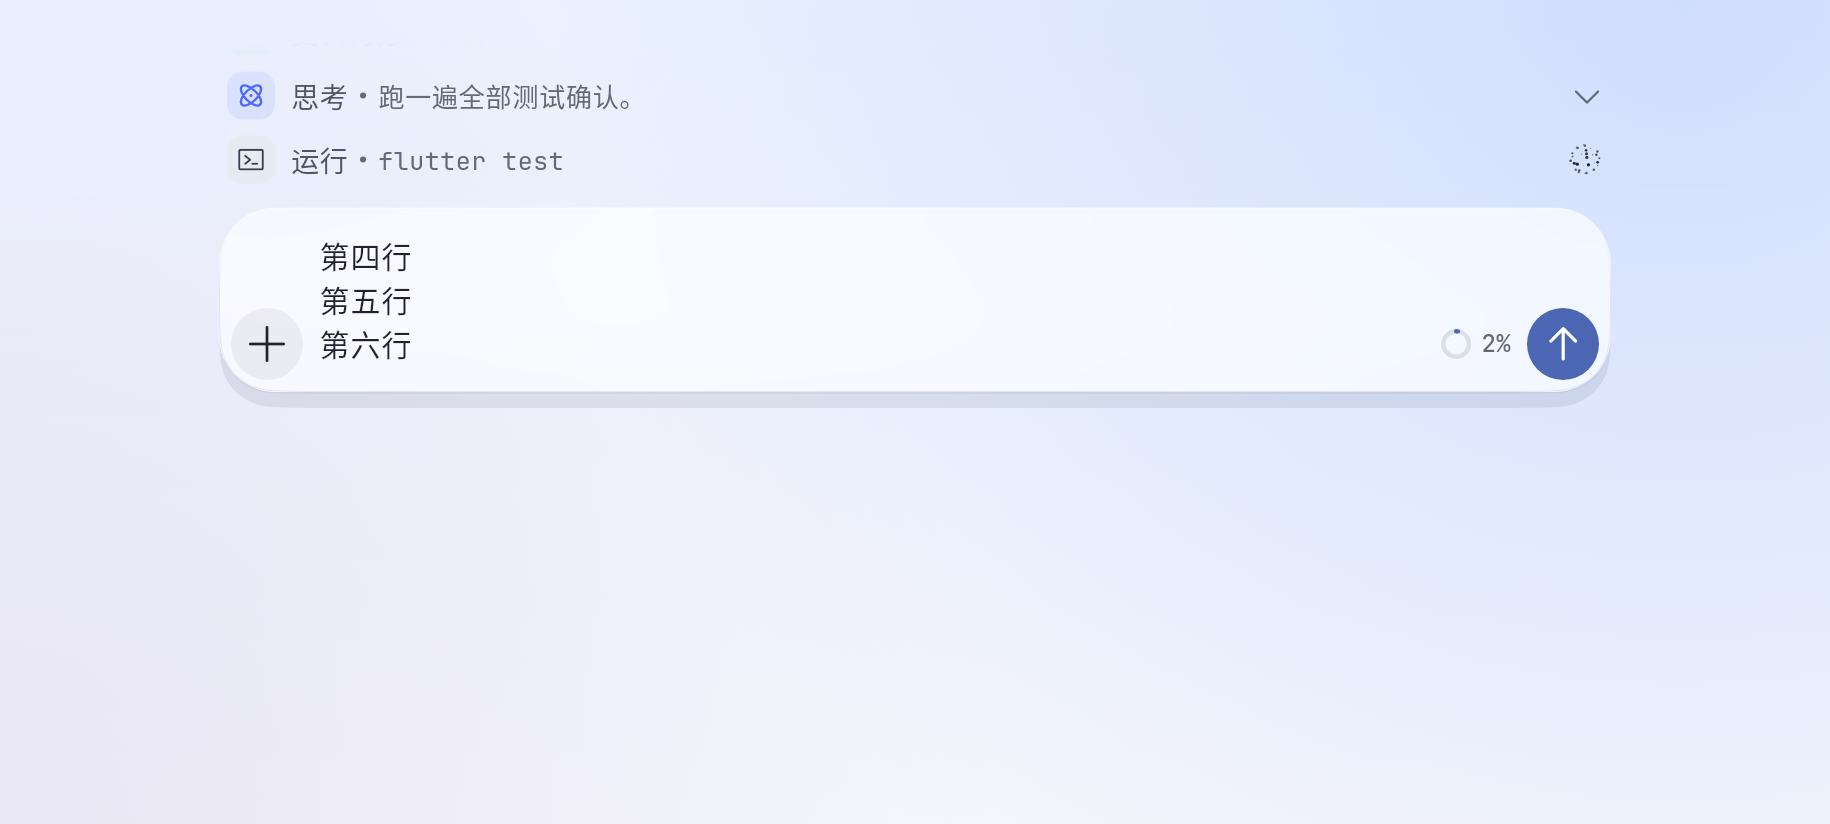 思考・跑一遍全部测试确认。
运行・flutter test
第四行
第五行
第六行
2%